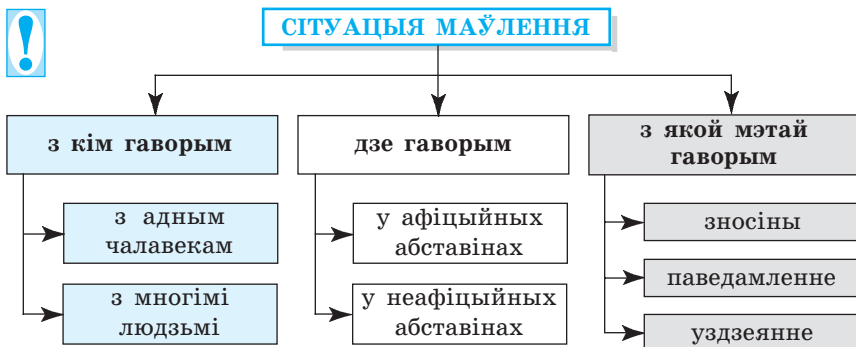 !
СІТУАЦЫЯ МАЎЛЕННЯ
з кім гаворым
з адным
чалавекам
з многімі
людзьмі
дзе гаворым
у афіцыйных
абставінах
у неафіцыйных
абставінах
з якой мэтай
гаворым
зносіны
паведамленне
уздзеянне